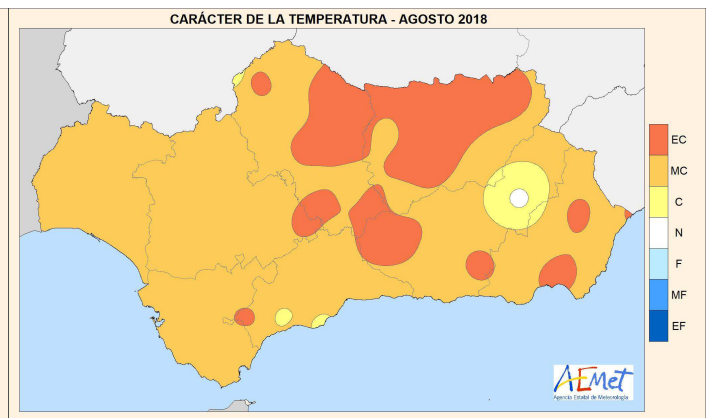 CARÁCTER DE LA TEMPERATURA - AGOSTO 2018
EC
MC
C
N
F
MF
EF
AEMet
Agencia Estatal de Meteorología